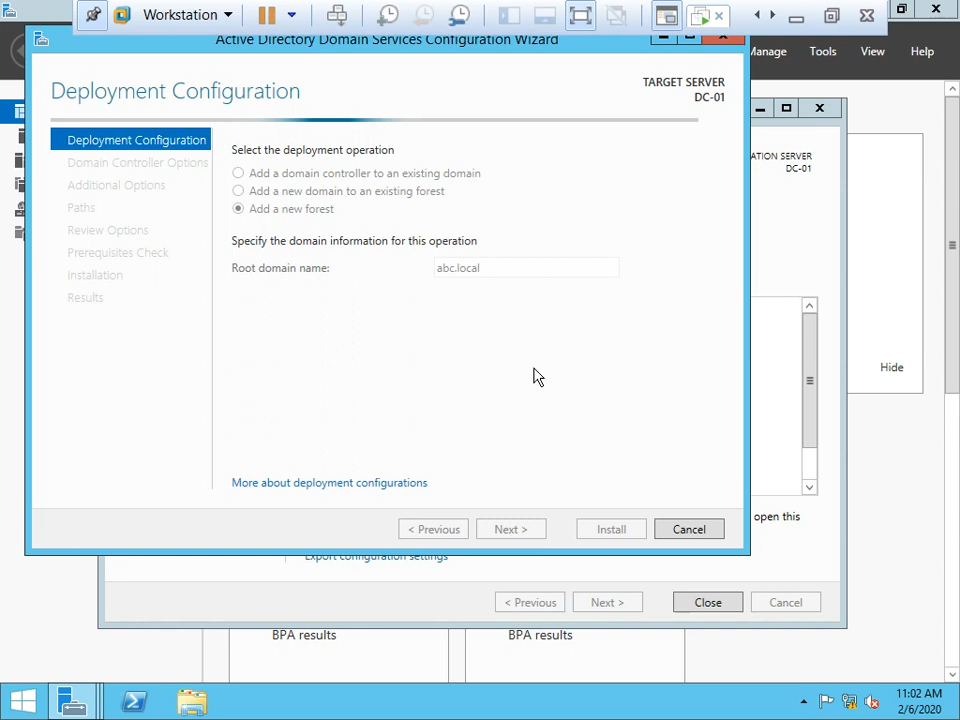 Workstation
Active Directory Domain Services Configuration Wizard
Manage
Tools
View
Help
Deployment Configuration
TARGET SERVER
DC-01
Deployment Configuration
Domain Controller Options
Additional Options
Paths
Review Options
Prerequisites Check
Installation
Results
Select the deployment operation
Add a domain controller to an existing domain
Add a new domain to an existing forest
Add a new forest
Specify the domain information for this operation
Root domain name:
abc.local
More about deployment configurations
< Previous
Next >
Install
Cancel
DC-01
Hide
open this
Export configuration settings
< Previous
Next >
Close
Cancel
BPA results
BPA results
11:02 AM
2/6/2020